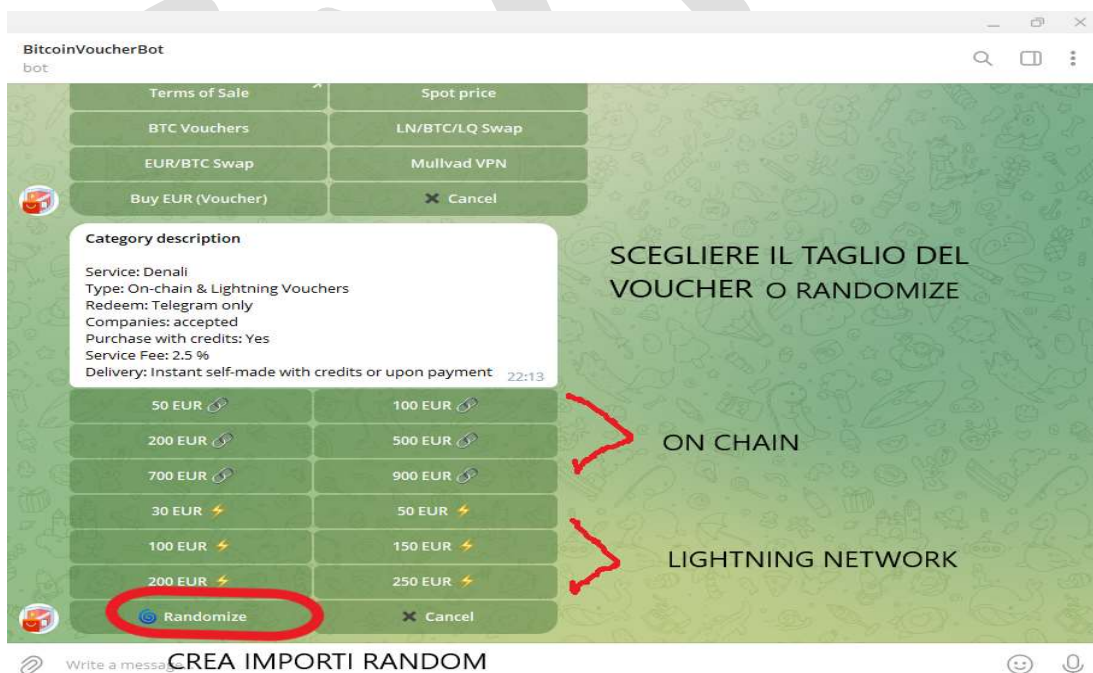 BitcoinVoucherBot
bot
Terms of Sale Spot price
BTC Vouchers LN/BTC/LQ Swap
EUR/BTC Swap Mullvad VPN
Buy EUR (Voucher) ✖ Cancel
Category description
Service: Denali
Type: On-chain & Lightning Vouchers
Redeem: Telegram only
Companies: accepted
Purchase with credits: Yes
Service Fee: 2.5 %
Delivery: Instant self-made with credits or upon payment 22:13
SCEGLIERE IL TAGLIO DEL
VOUCHER O RANDOMIZE
50 EUR 🔗 100 EUR 🔗
200 EUR 🔗 500 EUR 🔗
ON CHAIN
700 EUR 🔗 900 EUR 🔗
30 EUR ⚡ 50 EUR ⚡
100 EUR ⚡ 150 EUR ⚡
LIGHTNING NETWORK
200 EUR ⚡ 250 EUR ⚡
🌀 Randomize ✖ Cancel
Write a message
CREA IMPORTI RANDOM